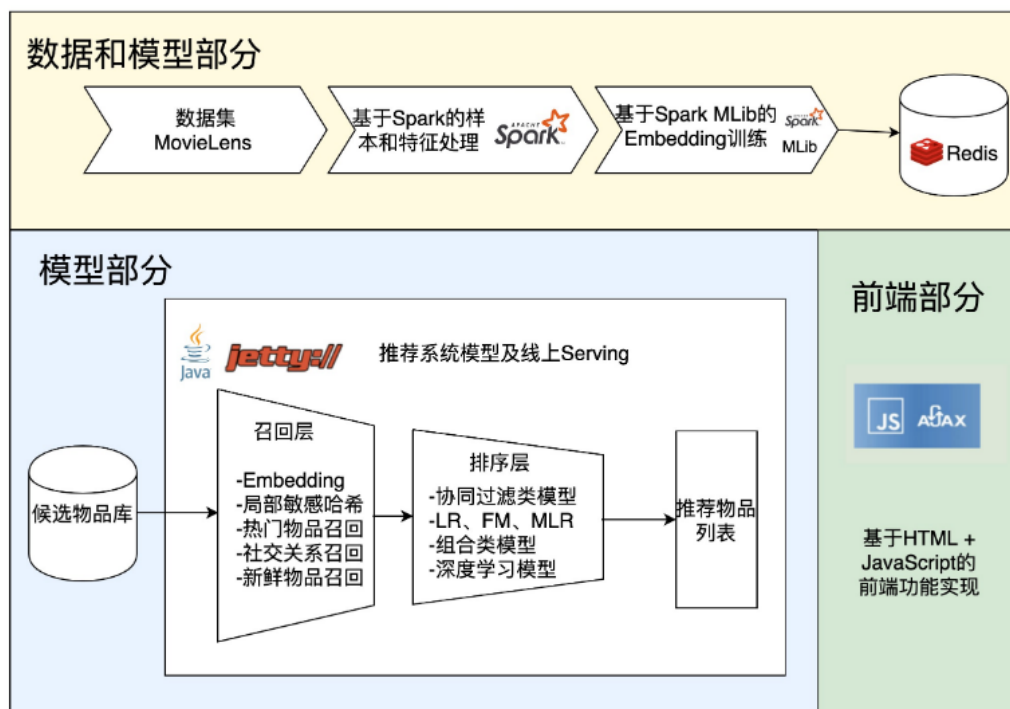 数据和模型部分
数据集
MovieLens
基于Spark的样
本和特征处理
APACHE
Spark
基于Spark MLib的
Embedding训练
APACHE
Spark
MLib
Redis
模型部分
Java
jetty://
推荐系统模型及线上Serving
候选物品库
召回层
-Embedding
-局部敏感哈希
-热门物品召回
-社交关系召回
-新鲜物品召回
排序层
-协同过滤类模型
-LR、FM、MLR
-组合类模型
-深度学习模型
推荐物品
列表
前端部分
JS
AJAX
基于HTML +
JavaScript的
前端功能实现